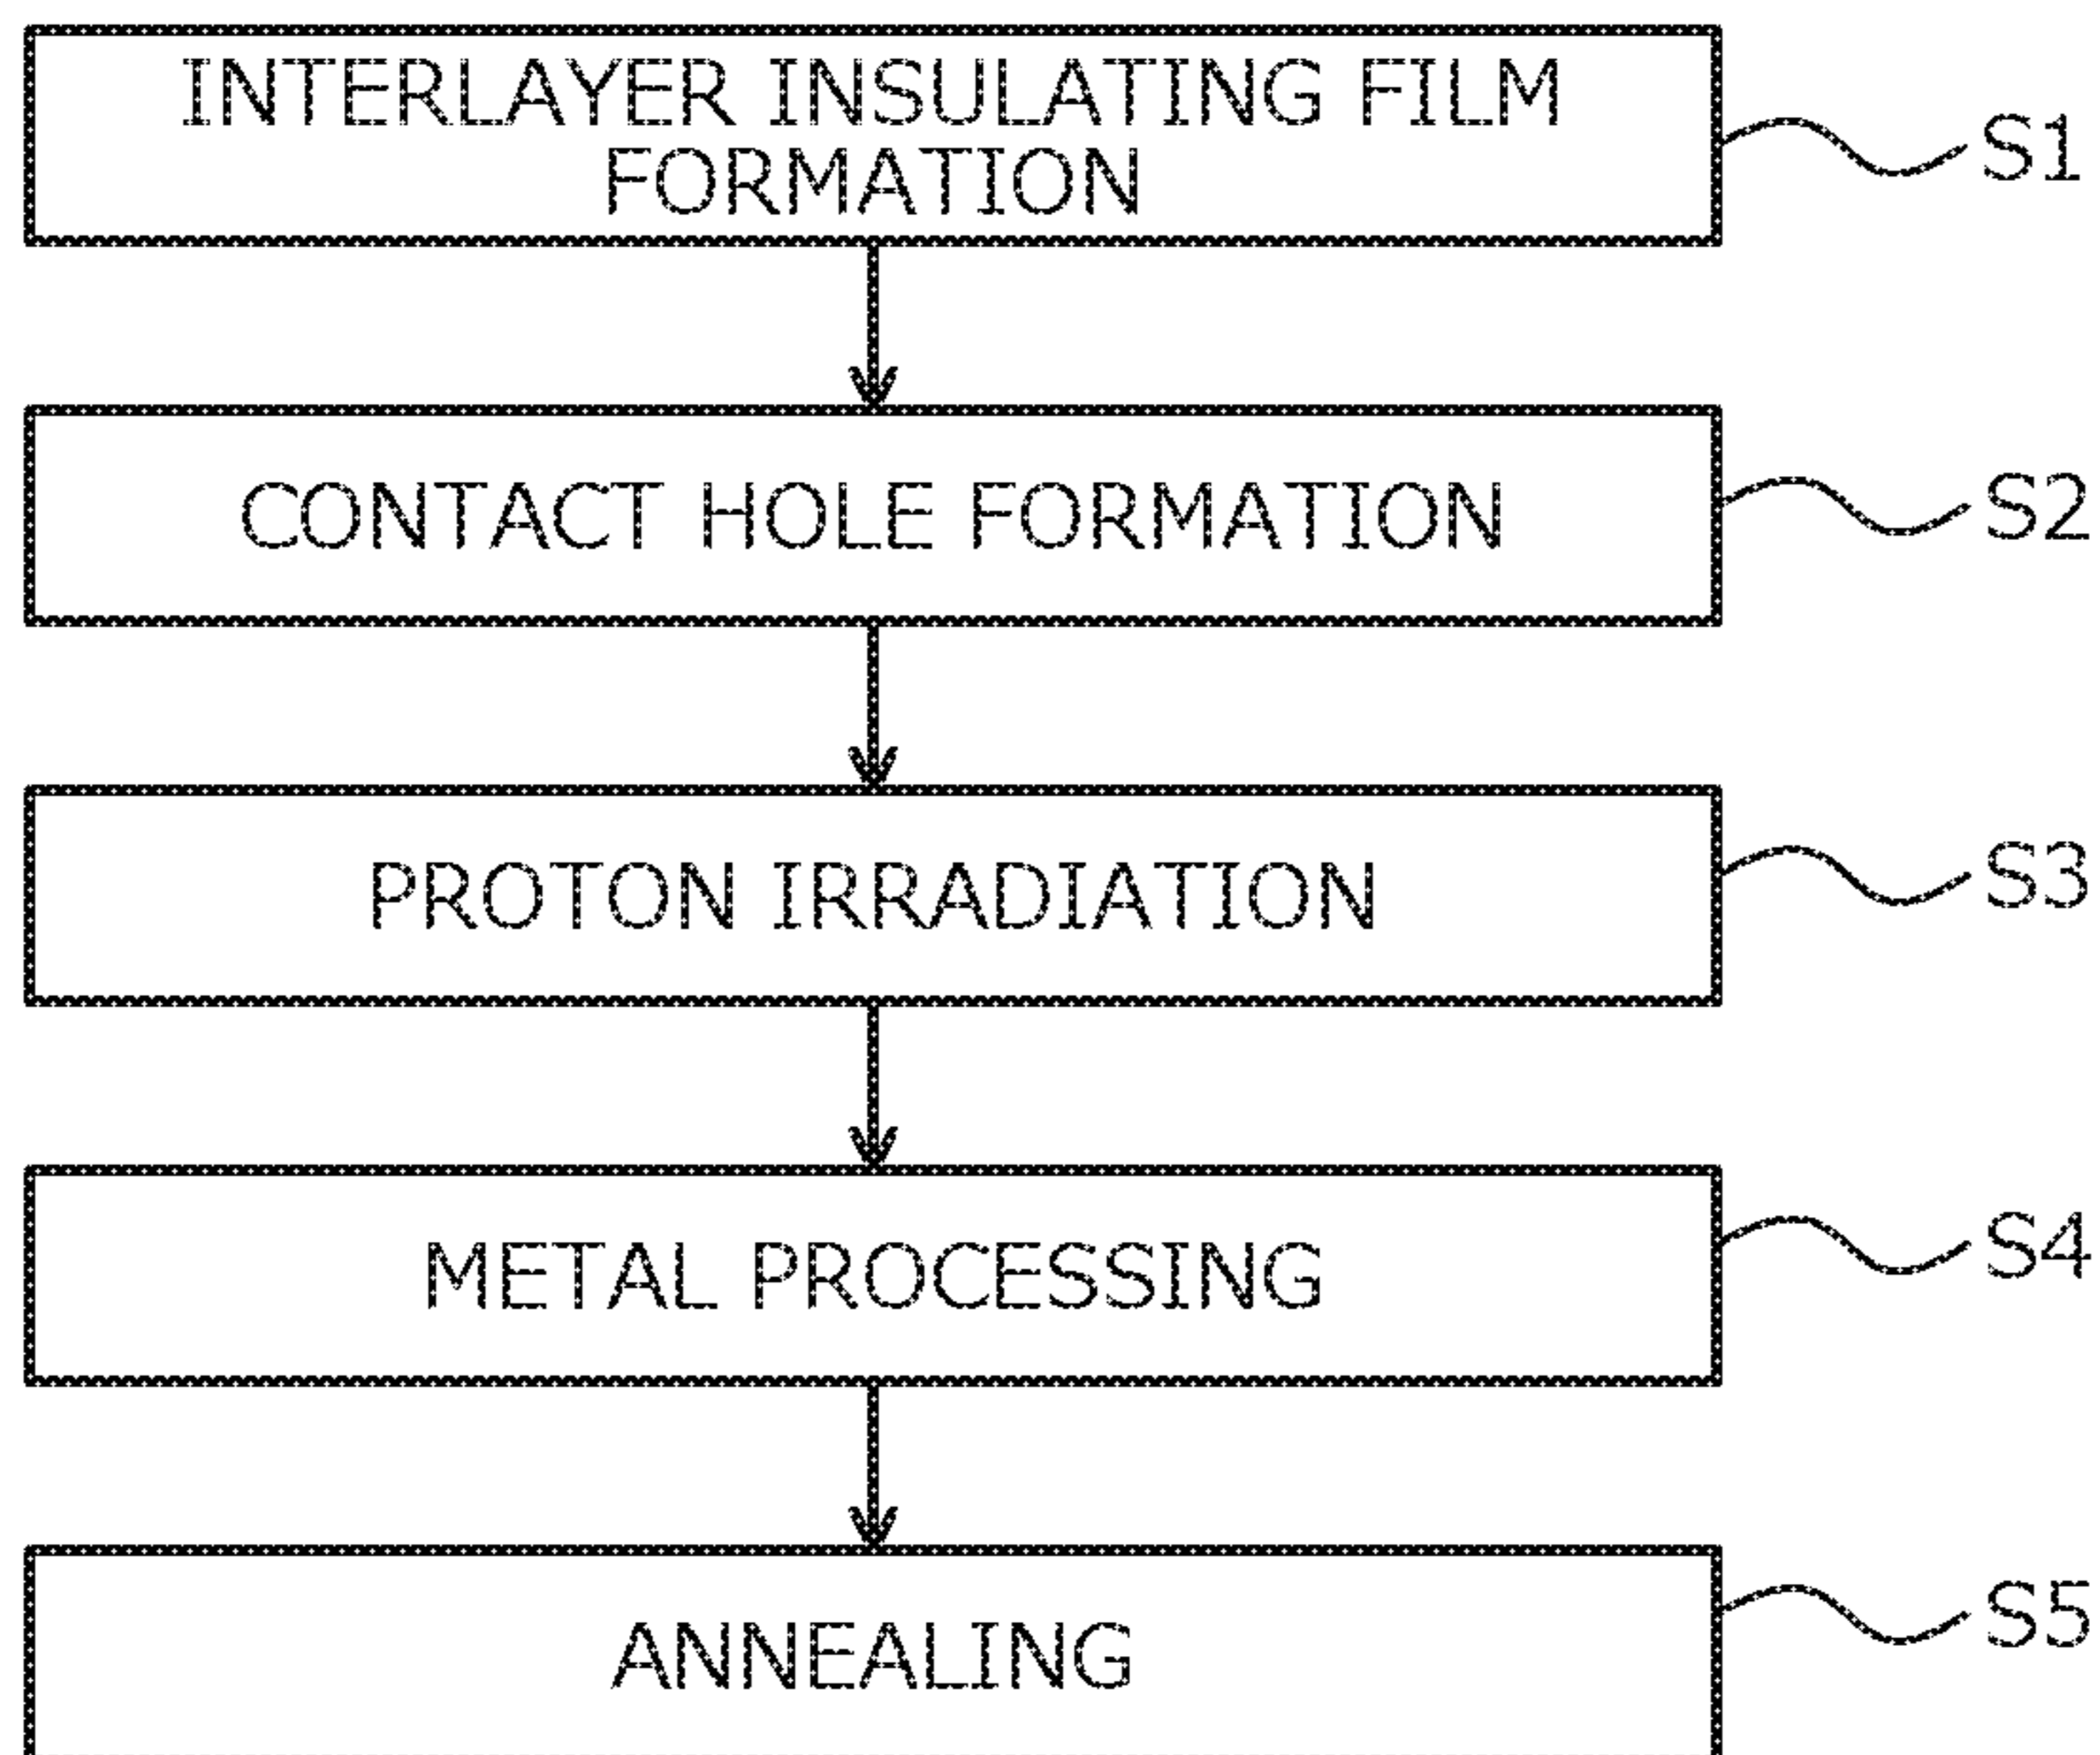 INTERLAYER INSULATING FILM
FORMATION
S1
CONTACT HOLE FORMATION
S2
PROTON IRRADIATION
S3
METAL PROCESSING
S4
ANNEALING
S5